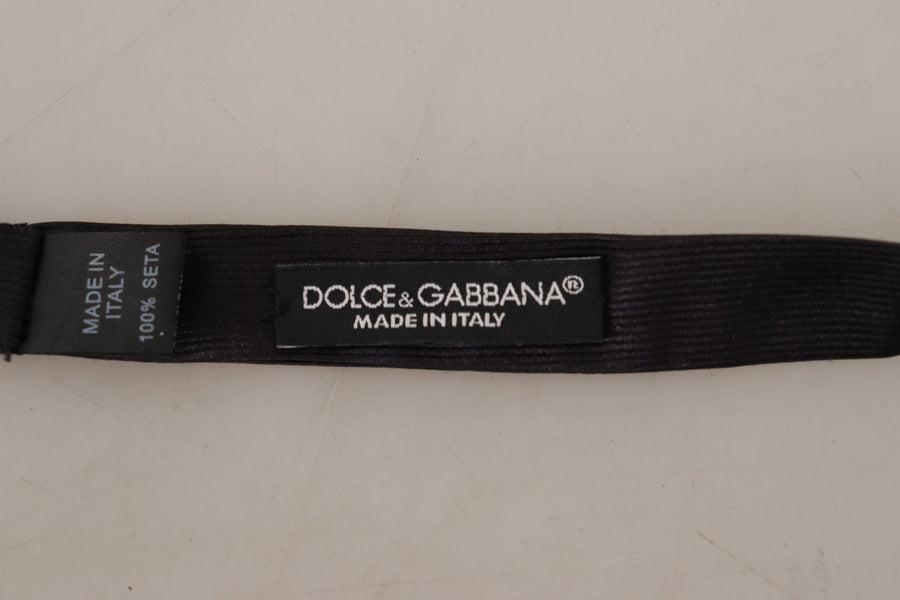 MADE IN
ITALY
100% SETA
DOLCE & GABBANA®
MADE IN ITALY